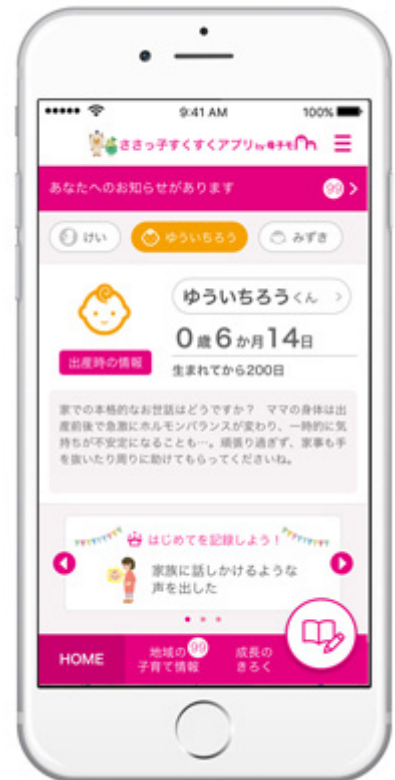 9:41 AM 100%
ささっ子すくすくアプリ by 母子モ
あなたへのお知らせがあります 99
けい ゆういちろう みずき
ゆういちろうくん
0歳6か月14日
出産時の情報
生まれてから200日
家での本格的なお世話はどうですか? ママの身体は出
産前後で急激にホルモンバランスが変わり、一時的に気
持ちが不安定になることも…。頑張り過ぎず、家事も手
を抜いたり周りに助けてもらってくださいね。
はじめてを記録しよう!
家族に話しかけるような
声を出した
HOME
地域の 99
子育て情報
成長の
きろく